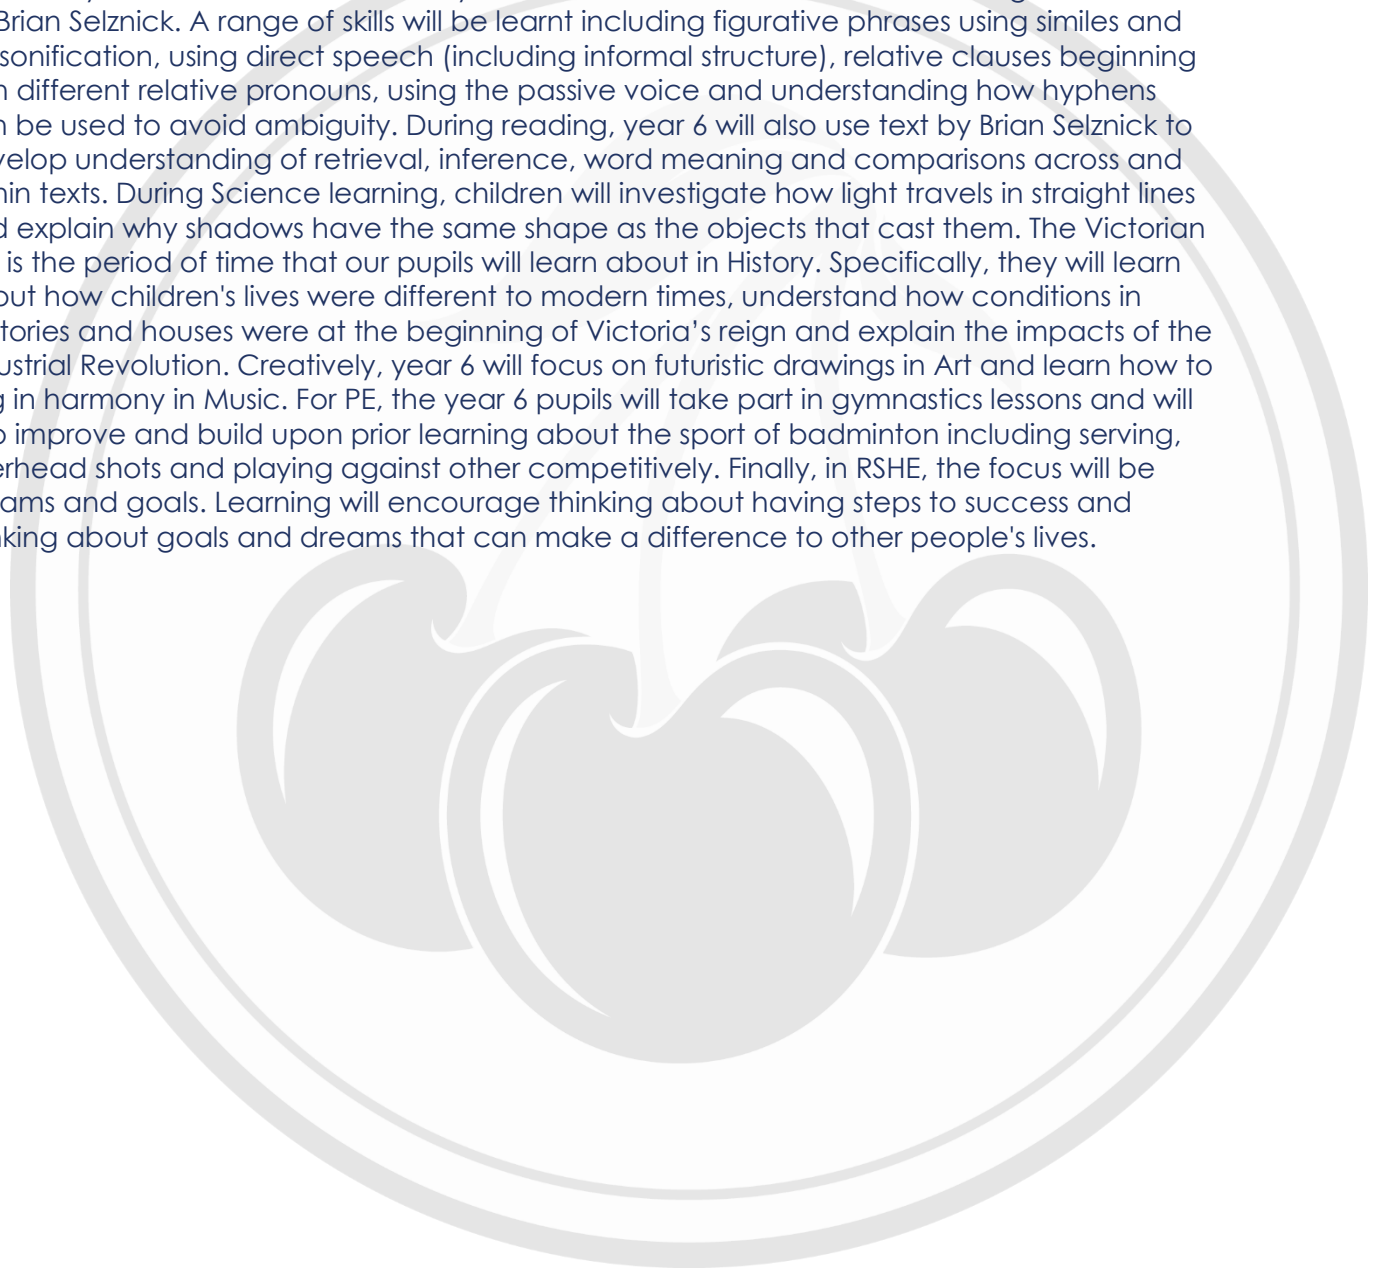 Brian Selznick. A range of skills will be learnt including figurative phrases using similes and
sonification, using direct speech (including informal structure), relative clauses beginning
different relative pronouns, using the passive voice and understanding how hyphens
be used to avoid ambiguity. During reading, year 6 will also use text by Brian Selznick to
velop understanding of retrieval, inference, word meaning and comparisons across and
hin texts. During Science learning, children will investigate how light travels in straight lines
d explain why shadows have the same shape as the objects that cast them. The Victorian
is the period of time that our pupils will learn about in History. Specifically, they will learn
out how children's lives were different to modern times, understand how conditions in
tories and houses were at the beginning of Victoria’s reign and explain the impacts of the
ustrial Revolution. Creatively, year 6 will focus on futuristic drawings in Art and learn how to
g in harmony in Music. For PE, the year 6 pupils will take part in gymnastics lessons and will
o improve and build upon prior learning about the sport of badminton including serving,
erhead shots and playing against other competitively. Finally, in RSHE, the focus will be
ams and goals. Learning will encourage thinking about having steps to success and
king about goals and dreams that can make a difference to other people's lives.